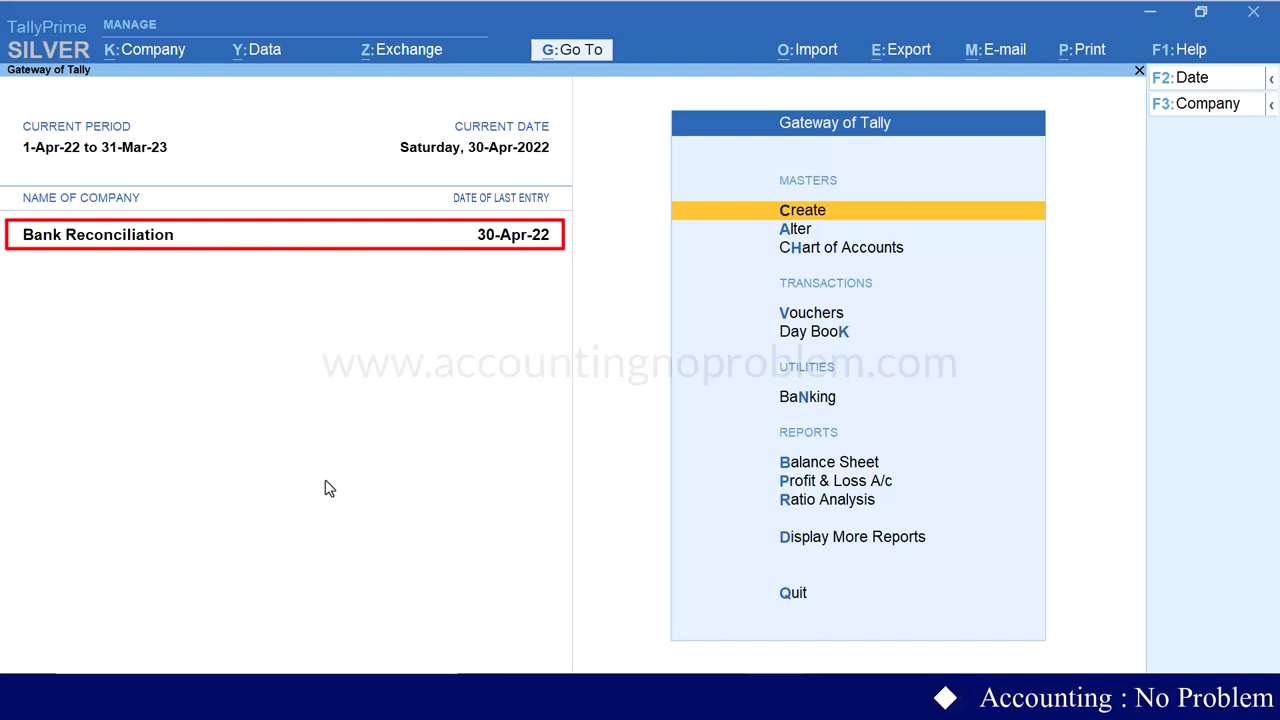 TallyPrime
MANAGE
SILVER
K:Company
Y:Data
Z:Exchange
G:Go To
O:Import
E:Export
M:E-mail
P:Print
F1:Help
Gateway of Tally
F2:Date
F3:Company
CURRENT PERIOD
CURRENT DATE
1-Apr-22 to 31-Mar-23
Saturday, 30-Apr-2022
NAME OF COMPANY
DATE OF LAST ENTRY
Bank Reconciliation
30-Apr-22
Gateway of Tally
MASTERS
Create
Alter
CHart of Accounts
TRANSACTIONS
Vouchers
Day BooK
UTILITIES
BaNking
REPORTS
Balance Sheet
Profit & Loss A/c
Ratio Analysis
Display More Reports
Quit
www.accountingnoproblem.com
Accounting : No Problem